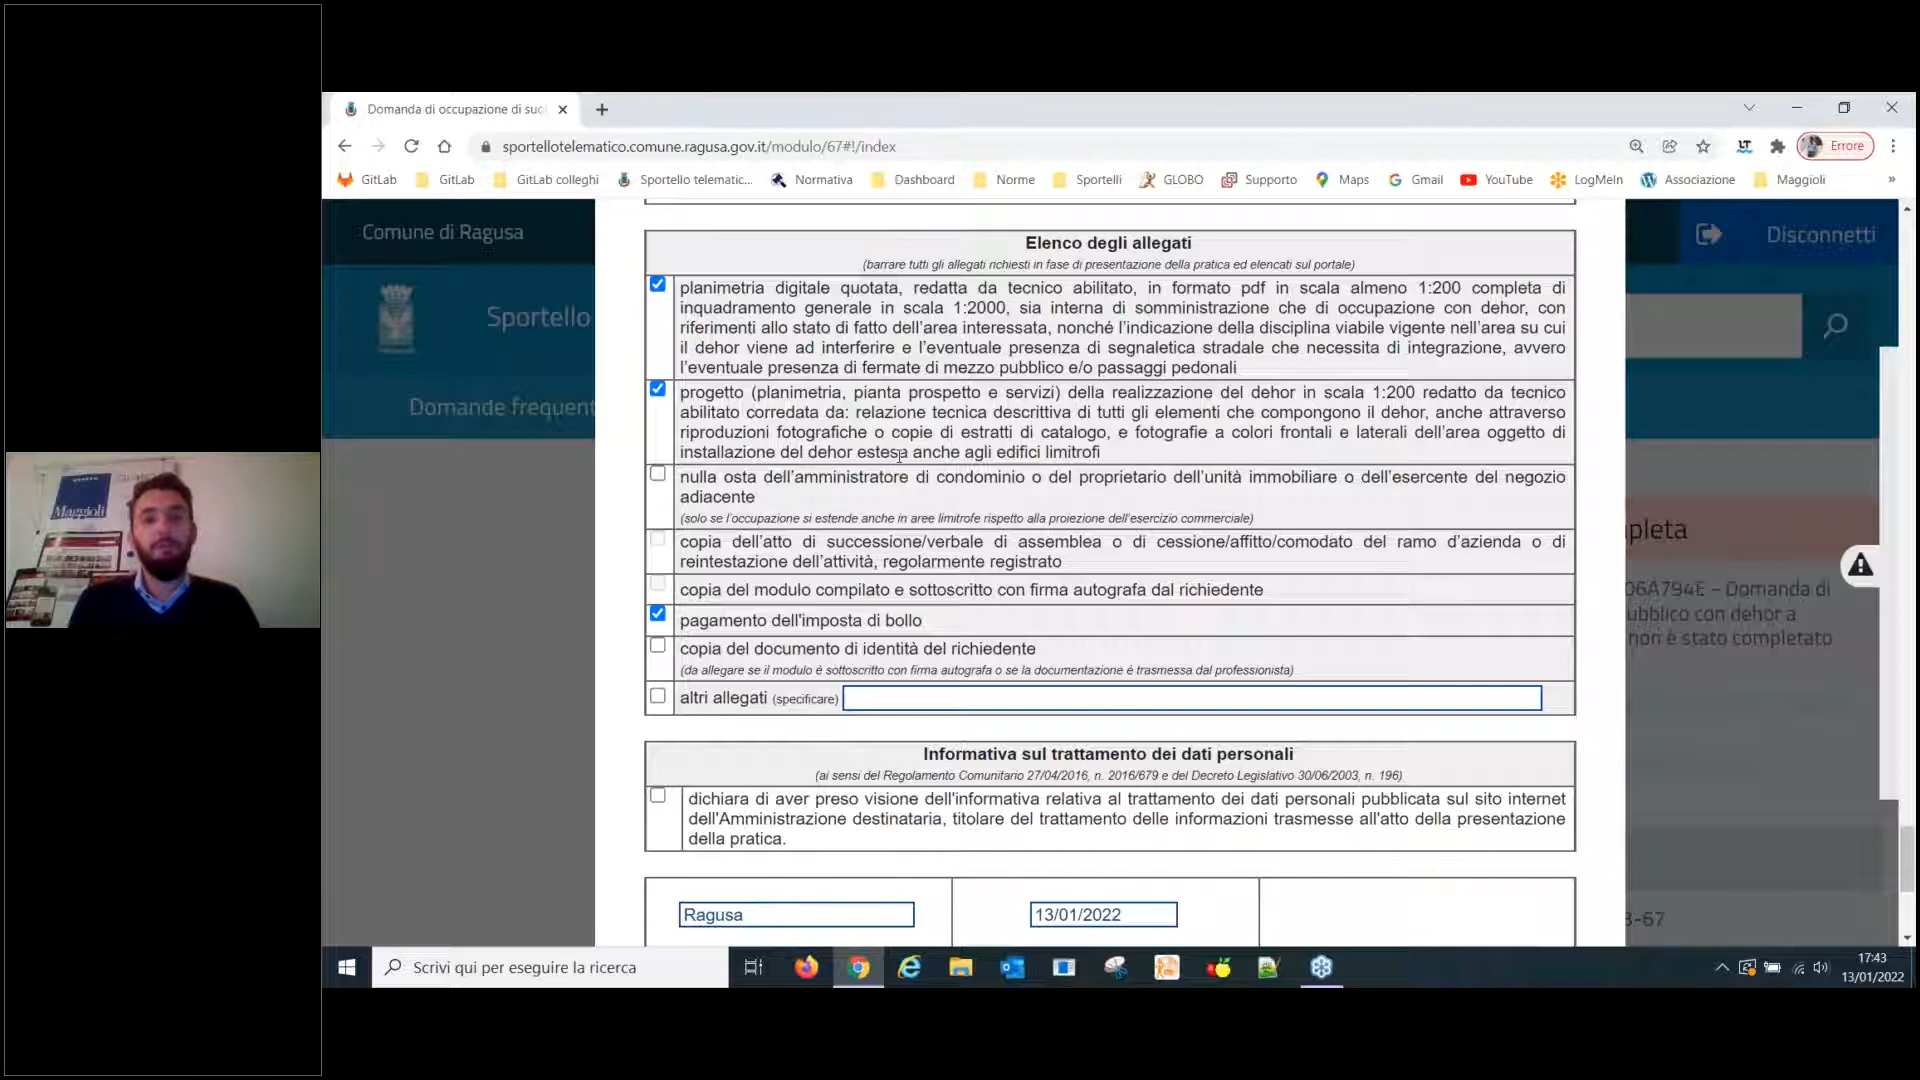 Domanda di occupazione di suo
sportellotelematico.comune.ragusa.gov.it/modulo/67#!/index
Errore
GitLab
GitLab
GitLab colleghi
Sportello telematic...
Normativa
Dashboard
Norme
Sportelli
GLOBO
Supporto
Maps
Gmail
YouTube
LogMeIn
Associazione
Maggioli
»
Comune di Ragusa
Disconnetti
Sportello
Domande frequent
Elenco degli allegati
(barrare tutti gli allegati richiesti in fase di presentazione della pratica ed elencati sul portale)
planimetria digitale quotata, redatta da tecnico abilitato, in formato pdf in scala almeno 1:200 completa di
inquadramento generale in scala 1:2000, sia interna di somministrazione che di occupazione con dehor, con
riferimenti allo stato di fatto dell'area interessata, nonché l'indicazione della disciplina viabile vigente nell'area su cui
il dehor viene ad interferire e l'eventuale presenza di segnaletica stradale che necessita di integrazione, avvero
l'eventuale presenza di fermate di mezzo pubblico e/o passaggi pedonali
progetto (planimetria, pianta prospetto e servizi) della realizzazione del dehor in scala 1:200 redatto da tecnico
abilitato corredata da: relazione tecnica descrittiva di tutti gli elementi che compongono il dehor, anche attraverso
riproduzioni fotografiche o copie di estratti di catalogo, e fotografie a colori frontali e laterali dell'area oggetto di
installazione del dehor estesa anche agli edifici limitrofi
nulla osta dell'amministratore di condominio o del proprietario dell'unità immobiliare o dell'esercente del negozio
adiacente
(solo se l'occupazione si estende anche in aree limitrofe rispetto alla proiezione dell'esercizio commerciale)
copia dell'atto di successione/verbale di assemblea o di cessione/affitto/comodato del ramo d'azienda o di
reintestazione dell'attività, regolarmente registrato
copia del modulo compilato e sottoscritto con firma autografa dal richiedente
pagamento dell'imposta di bollo
copia del documento di identità del richiedente
(da allegare se il modulo è sottoscritto con firma autografa o se la documentazione è trasmessa dal professionista)
altri allegati (specificare)
Informativa sul trattamento dei dati personali
(ai sensi del Regolamento Comunitario 27/04/2016, n. 2016/679 e del Decreto Legislativo 30/06/2003, n. 196)
dichiara di aver preso visione dell'informativa relativa al trattamento dei dati personali pubblicata sul sito internet
dell'Amministrazione destinataria, titolare del trattamento delle informazioni trasmesse all'atto della presentazione
della pratica.
Ragusa
13/01/2022
pleta
06A794E – Domanda di
ubblico con dehor a
non è stato completato
3-67
Maggioli
Scrivi qui per eseguire la ricerca
17:43
13/01/2022